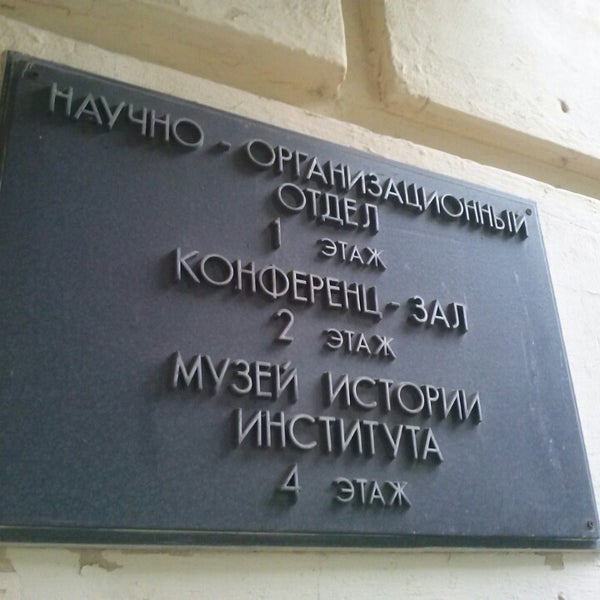 НАУЧНО - ОРГАНИЗАЦИОННЫЙ
ОТДЕЛ
1 ЭТАЖ
КОНФЕРЕНЦ - ЗАЛ
2 ЭТАЖ
МУЗЕЙ ИСТОРИИ
ИНСТИТУТА
4 ЭТАЖ